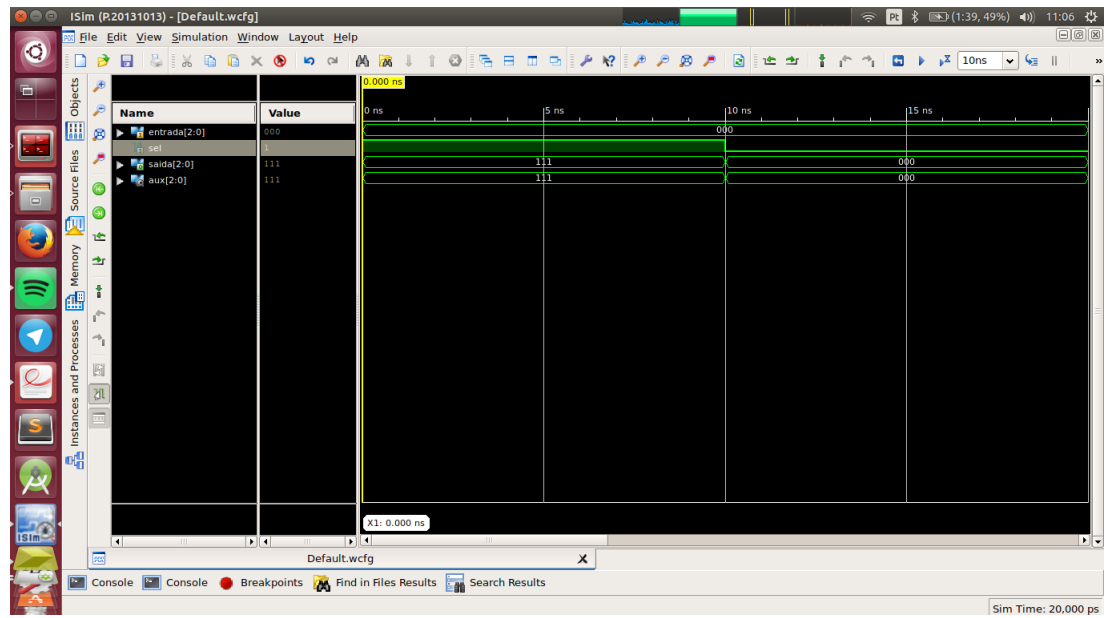 ISim (P.20131013) - [Default.wcfg]
Pt (1:39, 49%) 11:06
File Edit View Simulation Window Layout Help
10ns
»
Objects
Source Files
Memory
Instances and Processes
Name Value
entrada[2:0] 000
sel 1
saida[2:0] 111
aux[2:0] 111
0.000 ns
0 ns 5 ns 10 ns 15 ns
000
111 000
111 000
X1: 0.000 ns
Default.wcfg X
Console Console Breakpoints Find in Files Results Search Results
Sim Time: 20,000 ps
S
ISim